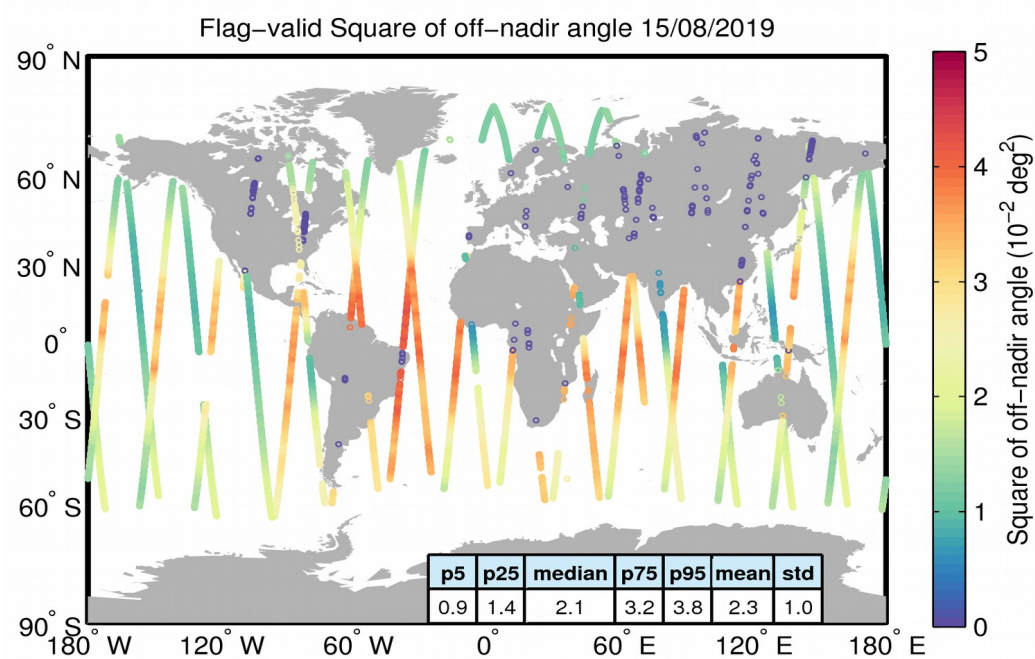 Flag−valid Square of off−nadir angle 15/08/2019
90° N
60° N
30° N
0°
30° S
60° S
90° S
180° W
120° W
60° W
0°
60° E
120° E
180° E
p5 p25 median p75 p95 mean std
0.9 1.4 2.1 3.2 3.8 2.3 1.0
5
4
3
2
1
0
Square of off−nadir angle (10⁻² deg²)